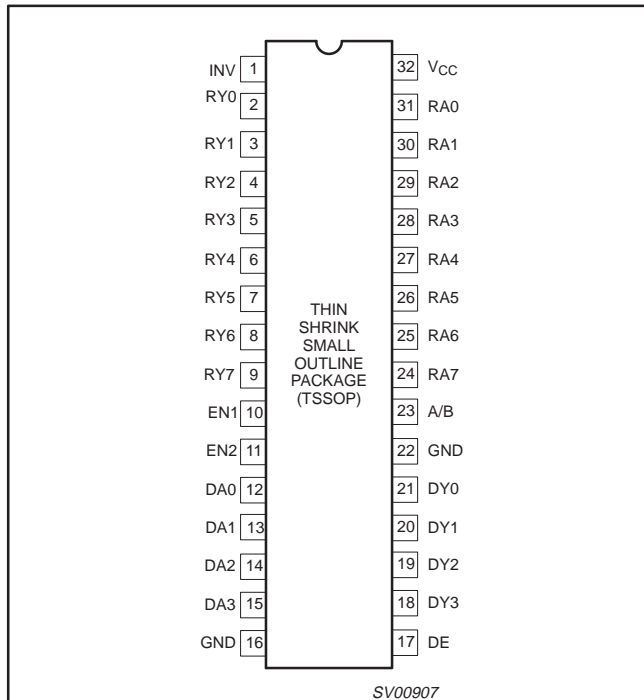 INV 1 32 VCC
RY0 2 31 RA0
RY1 3 30 RA1
RY2 4 29 RA2
RY3 5 28 RA3
RY4 6 27 RA4
RY5 7 26 RA5
RY6 8 25 RA6
RY7 9 24 RA7
EN1 10 23 A/B
EN2 11 22 GND
DA0 12 21 DY0
DA1 13 20 DY1
DA2 14 19 DY2
DA3 15 18 DY3
GND 16 17 DE
THIN
SHRINK
SMALL
OUTLINE
PACKAGE
(TSSOP)
SV00907